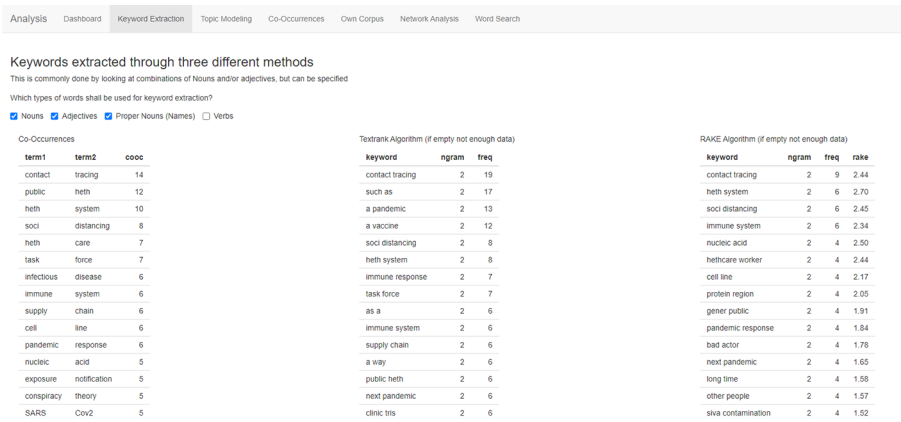 Analysis Dashboard Keyword Extraction Topic Modeling Co-Occurrences Own Corpus Network Analysis Word Search
Keywords extracted through three different methods
This is commonly done by looking at combinations of Nouns and/or adjectives, but can be specified
Which types of words shall be used for keyword extraction?
Nouns Adjectives Proper Nouns (Names) Verbs
Co-Occurrences
term1 term2 cooc
contact tracing 14
public heth 12
heth system 10
soci distancing 8
heth care 7
task force 7
infectious disease 6
immune system 6
supply chain 6
cell line 6
pandemic response 6
nucleic acid 5
exposure notification 5
conspiracy theory 5
SARS Cov2 5
Textrank Algorithm (if empty not enough data)
keyword ngram freq
contact tracing 2 19
such as 2 17
a pandemic 2 13
a vaccine 2 12
soci distancing 2 8
heth system 2 8
immune response 2 7
task force 2 7
as a 2 6
immune system 2 6
supply chain 2 6
a way 2 6
public heth 2 6
next pandemic 2 6
clinic tris 2 6
RAKE Algorithm (if empty not enough data)
keyword ngram freq rake
contact tracing 2 9 2.44
heth system 2 6 2.70
soci distancing 2 6 2.45
immune system 2 6 2.34
nucleic acid 2 4 2.50
hethcare worker 2 4 2.44
cell line 2 4 2.17
protein region 2 4 2.05
gener public 2 4 1.91
pandemic response 2 4 1.84
bad actor 2 4 1.78
next pandemic 2 4 1.65
long time 2 4 1.58
other people 2 4 1.57
siva contamination 2 4 1.52